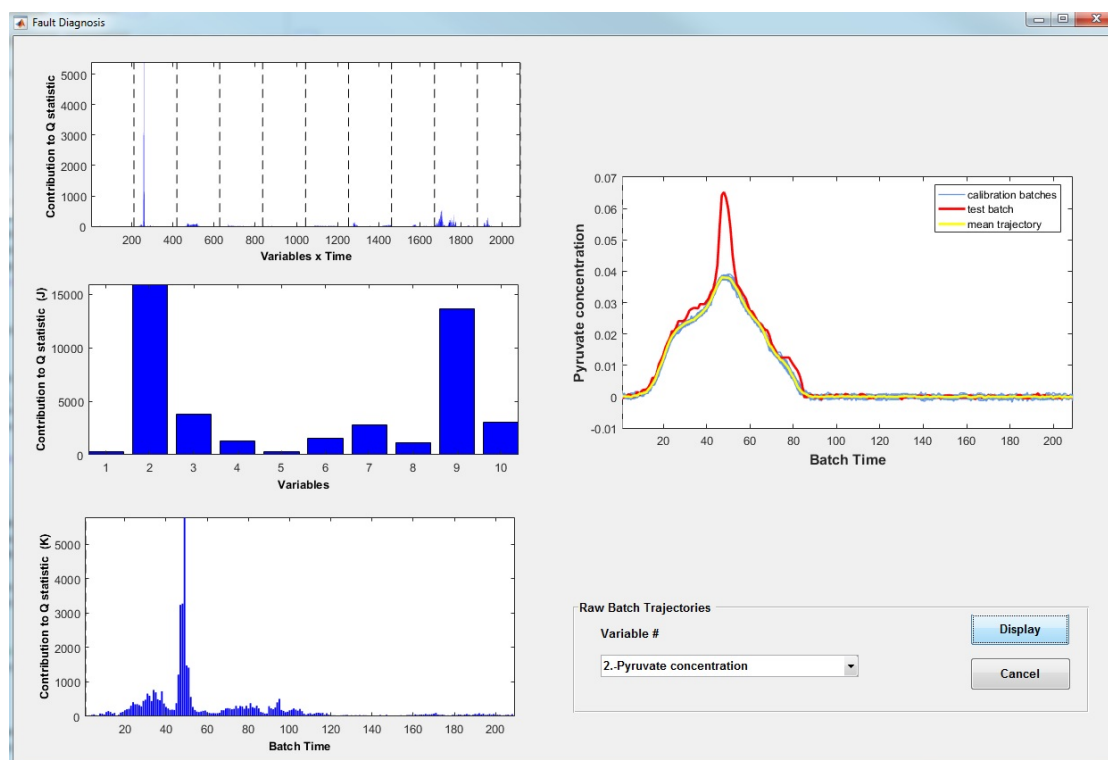 Fault Diagnosis
Contribution to Q statistic
5000
4000
3000
2000
1000
0
200 400 600 800 1000 1200 1400 1600 1800 2000
Variables x Time
Contribution to Q statistic (J)
15000
10000
5000
0
1 2 3 4 5 6 7 8 9 10
Variables
Contribution to Q statistic (K)
5000
4000
3000
2000
1000
0
20 40 60 80 100 120 140 160 180 200
Batch Time
Pyruvate concentration
0.07
0.06
0.05
0.04
0.03
0.02
0.01
0
-0.01
calibration batches
test batch
mean trajectory
20 40 60 80 100 120 140 160 180 200
Batch Time
Raw Batch Trajectories
Variable #
2.-Pyruvate concentration
Display
Cancel